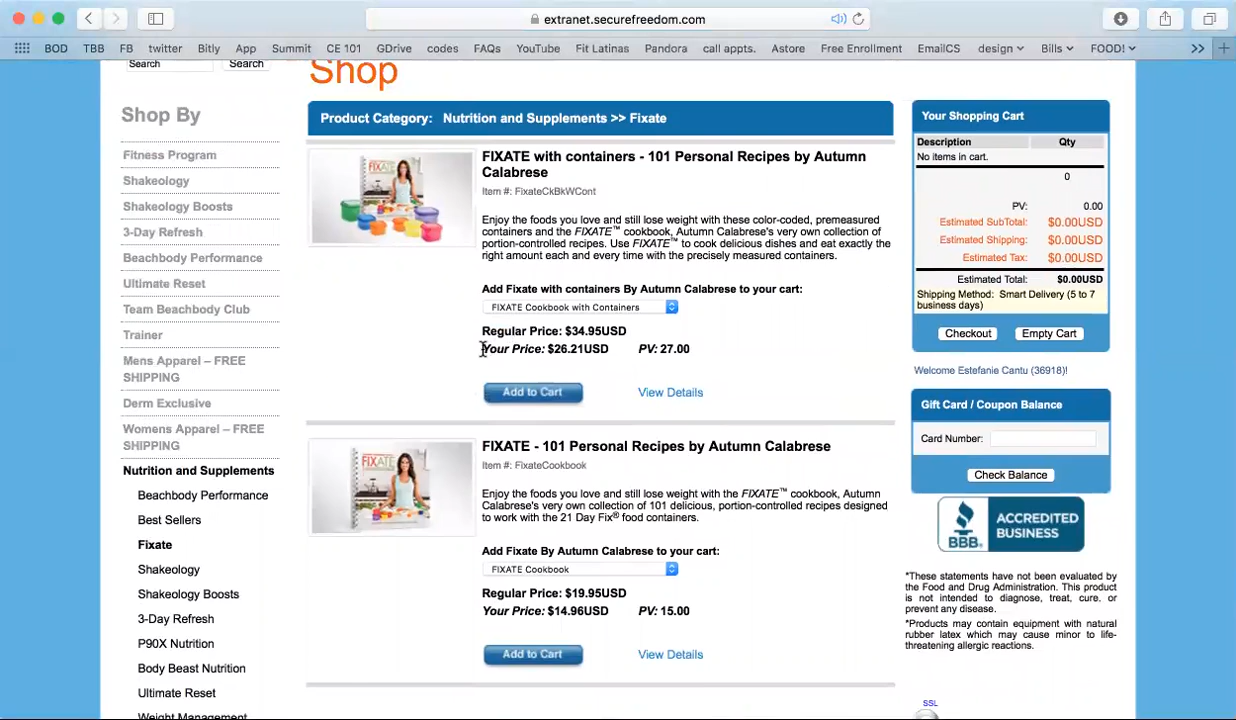 extranet.securefreedom.com
BOD TBB FB twitter Bitly App Summit CE 101 GDrive codes FAQs YouTube Fit Latinas Pandora call appts. Astore Free Enrollment EmailCS design Bills FOOD! >> +
Search Search
Shop
Shop By
Fitness Program
Shakeology
Shakeology Boosts
3-Day Refresh
Beachbody Performance
Ultimate Reset
Team Beachbody Club
Trainer
Mens Apparel – FREE
SHIPPING
Derm Exclusive
Womens Apparel – FREE
SHIPPING
Nutrition and Supplements
Beachbody Performance
Best Sellers
Fixate
Shakeology
Shakeology Boosts
3-Day Refresh
P90X Nutrition
Body Beast Nutrition
Ultimate Reset
Weight Management
Product Category: Nutrition and Supplements >> Fixate
FIXATE
FIXATE with containers - 101 Personal Recipes by Autumn
Calabrese
Item #: FixateCkBkWCont
Enjoy the foods you love and still lose weight with these color-coded, premeasured
containers and the FIXATE™ cookbook, Autumn Calabrese's very own collection of
portion-controlled recipes. Use FIXATE™ to cook delicious dishes and eat exactly the
right amount each and every time with the precisely measured containers.
Add Fixate with containers By Autumn Calabrese to your cart:
FIXATE Cookbook with Containers
Regular Price: $34.95USD
Your Price: $26.21USD PV: 27.00
Add to Cart View Details
FIXATE
FIXATE - 101 Personal Recipes by Autumn Calabrese
Item #: FixateCookbook
Enjoy the foods you love and still lose weight with the FIXATE™ cookbook, Autumn
Calabrese's very own collection of 101 delicious, portion-controlled recipes designed
to work with the 21 Day Fix® food containers.
Add Fixate By Autumn Calabrese to your cart:
FIXATE Cookbook
Regular Price: $19.95USD
Your Price: $14.96USD PV: 15.00
Add to Cart View Details
Your Shopping Cart
Description Qty
No items in cart.
0
PV: 0.00
Estimated SubTotal: $0.00USD
Estimated Shipping: $0.00USD
Estimated Tax: $0.00USD
Estimated Total: $0.00USD
Shipping Method: Smart Delivery (5 to 7
business days)
Checkout Empty Cart
Welcome Estefanie Cantu (36918)!
Gift Card / Coupon Balance
Card Number:
Check Balance
BBB. ACCREDITED
BUSINESS
*These statements have not been evaluated by
the Food and Drug Administration. This product
is not intended to diagnose, treat, cure, or
prevent any disease.
*Products may contain equipment with natural
rubber latex which may cause minor to life-
threatening allergic reactions.
SSL